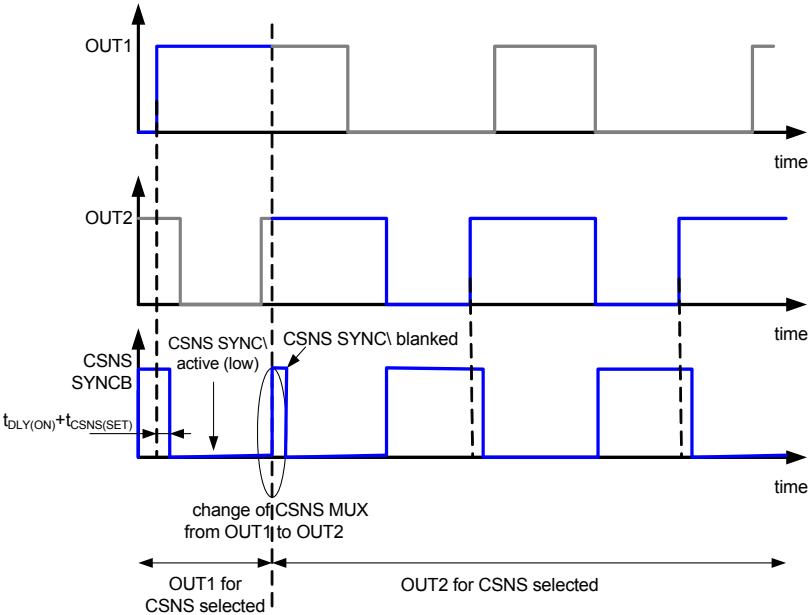 OUT1
time
OUT2
time
CSNS
SYNCB
CSNS SYNC\
active (low)
CSNS SYNC\ blanked
tDLY(ON)+tCSNS(SET)
time
change of CSNS MUX
from OUT1 to OUT2
OUT1 for
CSNS selected
OUT2 for CSNS selected